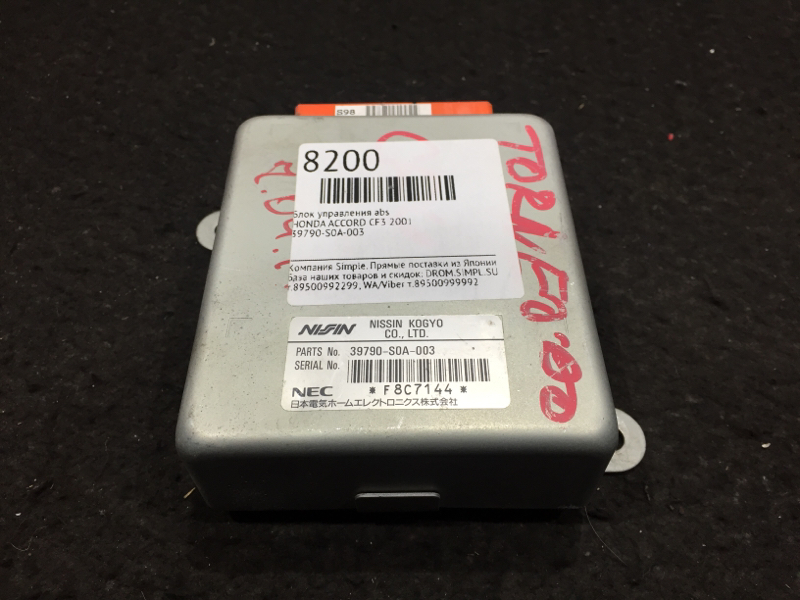 S98
8200
Блок управления abs
HONDA ACCORD CF3 2001
39790-S0A-003
Компания Simple. Прямые поставки из Японии
База наших товаров и скидок: DROM.SIMPL.SU
т.89500992299, WA/Viber т.89500999992
NISSIN NISSIN KOGYO
CO., LTD.
PARTS No. 39790-S0A-003
SERIAL No.
NEC *F8C7144*
日本電気ホームエレクトロニクス株式会社